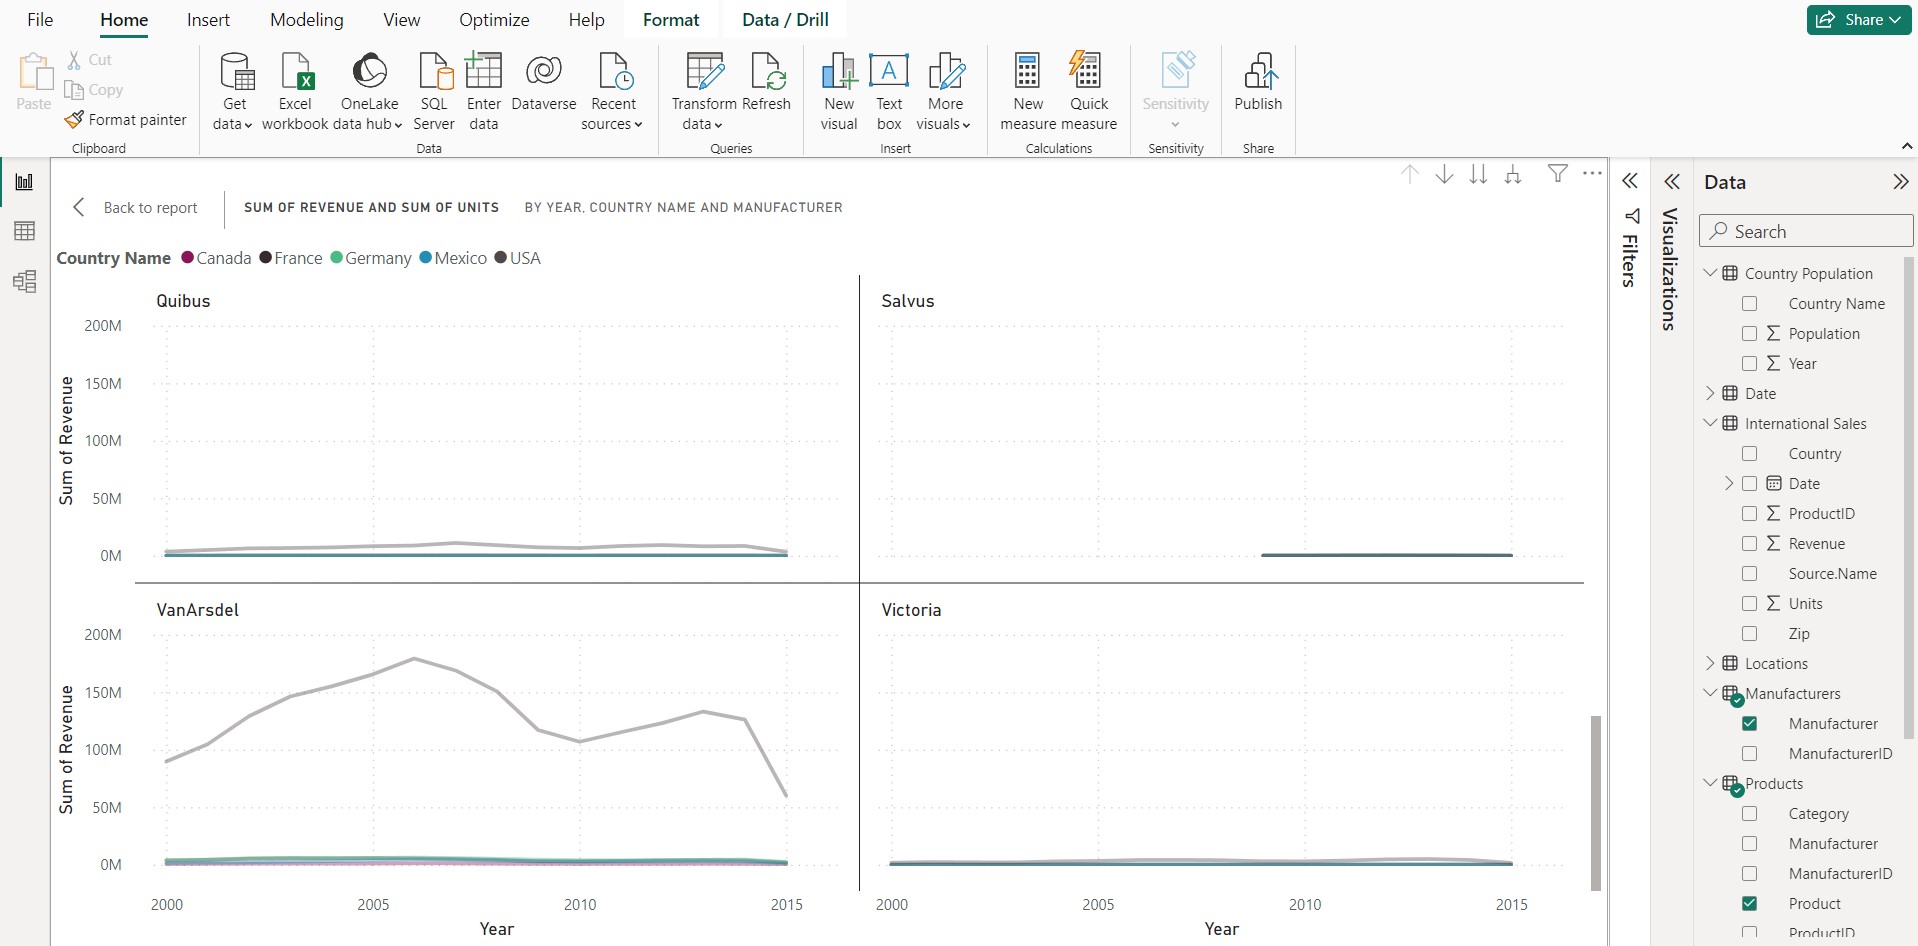 File Home Insert Modeling View Optimize Help Format Data / Drill Share
Paste
Cut
Copy
Format painter
Clipboard
Get data
Excel workbook
OneLake data hub
SQL Server
Enter data
Dataverse
Recent sources
Data
Transform data
Refresh
Queries
New visual
Text box
More visuals
Insert
New measure
Quick measure
Calculations
Sensitivity
Sensitivity
Publish
Share
Back to report
SUM OF REVENUE AND SUM OF UNITS BY YEAR, COUNTRY NAME AND MANUFACTURER
Country Name Canada France Germany Mexico USA
Quibus
200M
150M
100M
50M
0M
Sum of Revenue
Salvus
VanArsdel
200M
150M
100M
50M
0M
Sum of Revenue
2000 2005 2010 2015
Year
Victoria
2000 2005 2010 2015
Year
Filters
Visualizations
Data
Search
Country Population
Country Name
Population
Year
Date
International Sales
Country
Date
ProductID
Revenue
Source.Name
Units
Zip
Locations
Manufacturers
Manufacturer
ManufacturerID
Products
Category
Manufacturer
ManufacturerID
Product
ProductID